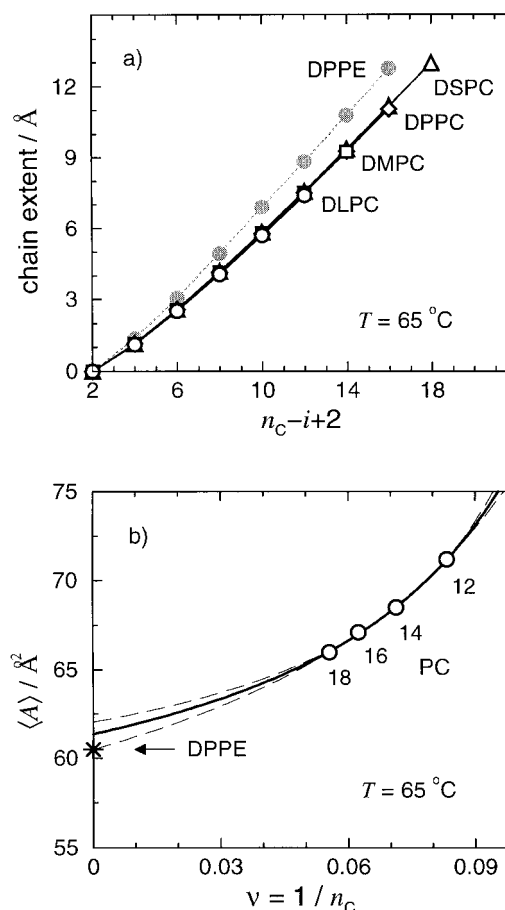 a)
DPPE
DSPC
DPPC
DMPC
DLPC
T = 65 °C
chain extent / Å
12
9
6
3
0
2 6 10 14 18
n_C–i+2
b)
12
14
16
18
PC
DPPE
T = 65 °C
⟨A⟩ / Å²
75
70
65
60
55
0 0.03 0.06 0.09
ν = 1 / n_C